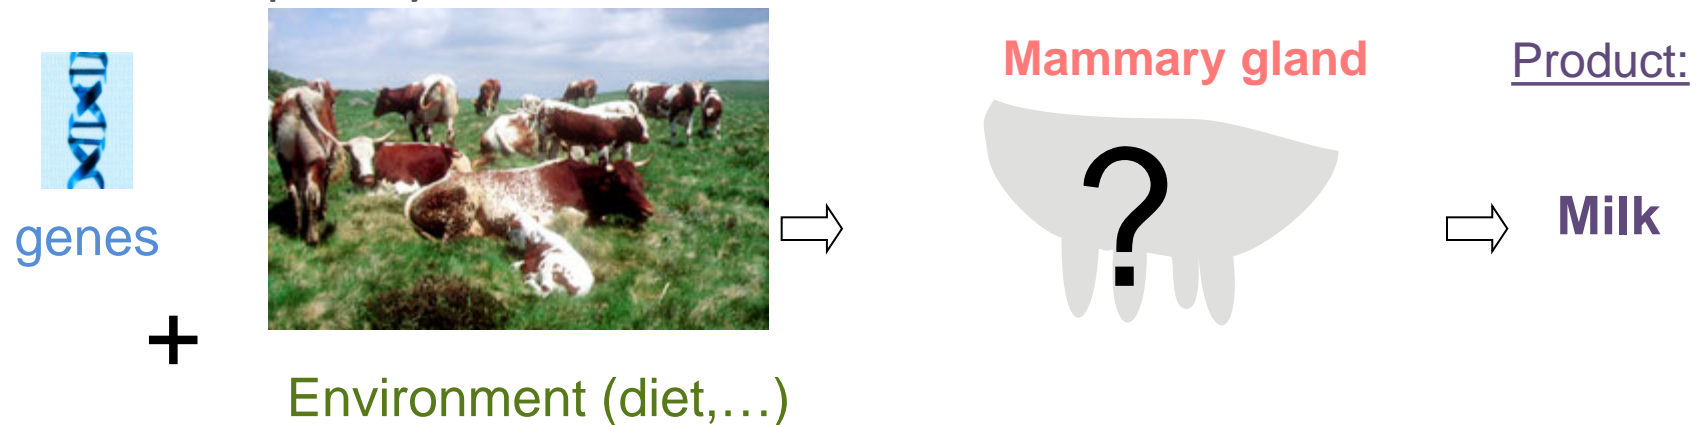 Mammary gland
Product:
genes
?
Milk
+
Environment (diet,...)